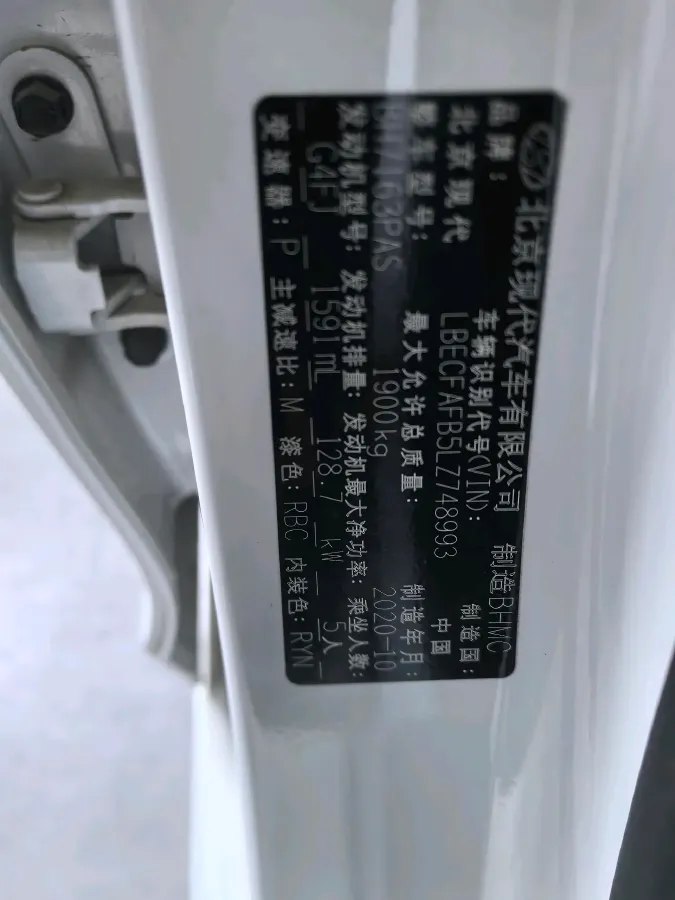 北京现代汽车有限公司 制造BHMC
品牌: 车辆识别代号(VIN): 制造国:
北京现代 LBECFAFB5LZ748993 中国
整车型号: 最大允许总质量: 制造年月:
BH7163PAS 1900kg 2020-10
发动机型号: 发动机排量: 发动机最大净功率: 乘坐人数:
G4FJ 1591mL 128.7 kW 5人
变速器: P 主减速比: M 漆色: RBC 内装色: RYN